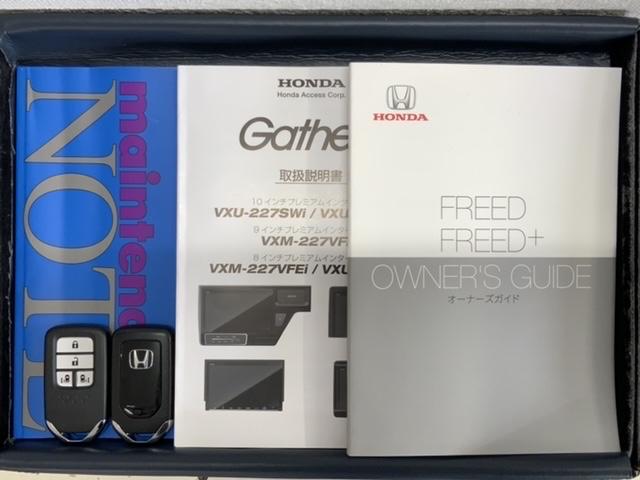 maintenance
NOTE
HONDA
Honda Access Corp.
Gathe
取扱説明書
10インチプレミアムインタ
VXU-227SWi / VXU
9インチプレミアムインター
VXM-227VF
8インチプレミアムインター
VXM-227VFEi / VXU
HONDA
FREED
FREED+
OWNER'S GUIDE
オーナーズガイド